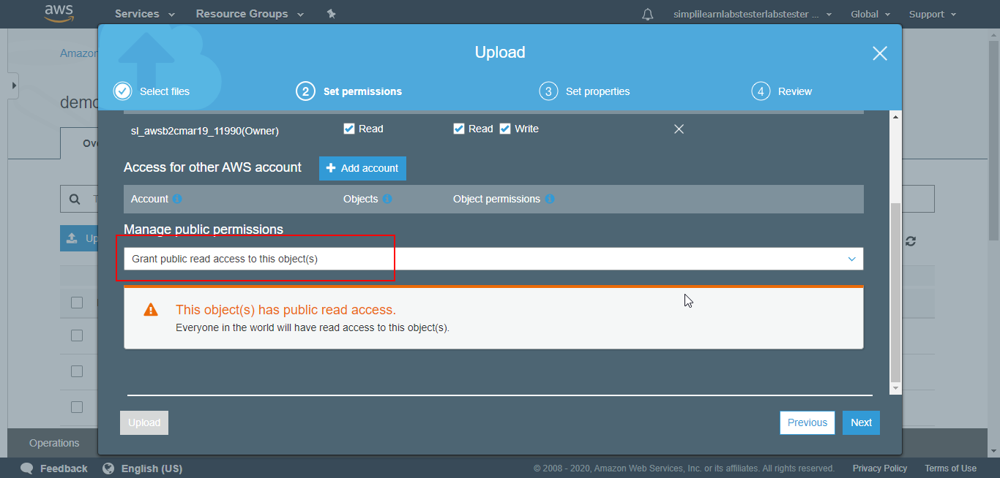 aws Services Resource Groups simplilearnlabstesterlabstester ... Global Support
Upload
Select files 2 Set permissions 3 Set properties 4 Review
sl_awsb2cmar19_11990(Owner) Read Read Write
Access for other AWS account Add account
Account Objects Object permissions
Manage public permissions
Grant public read access to this object(s)
This object(s) has public read access.
Everyone in the world will have read access to this object(s).
Upload Previous Next
Operations
Feedback English (US) © 2008 - 2020, Amazon Web Services, Inc. or its affiliates. All rights reserved. Privacy Policy Terms of Use